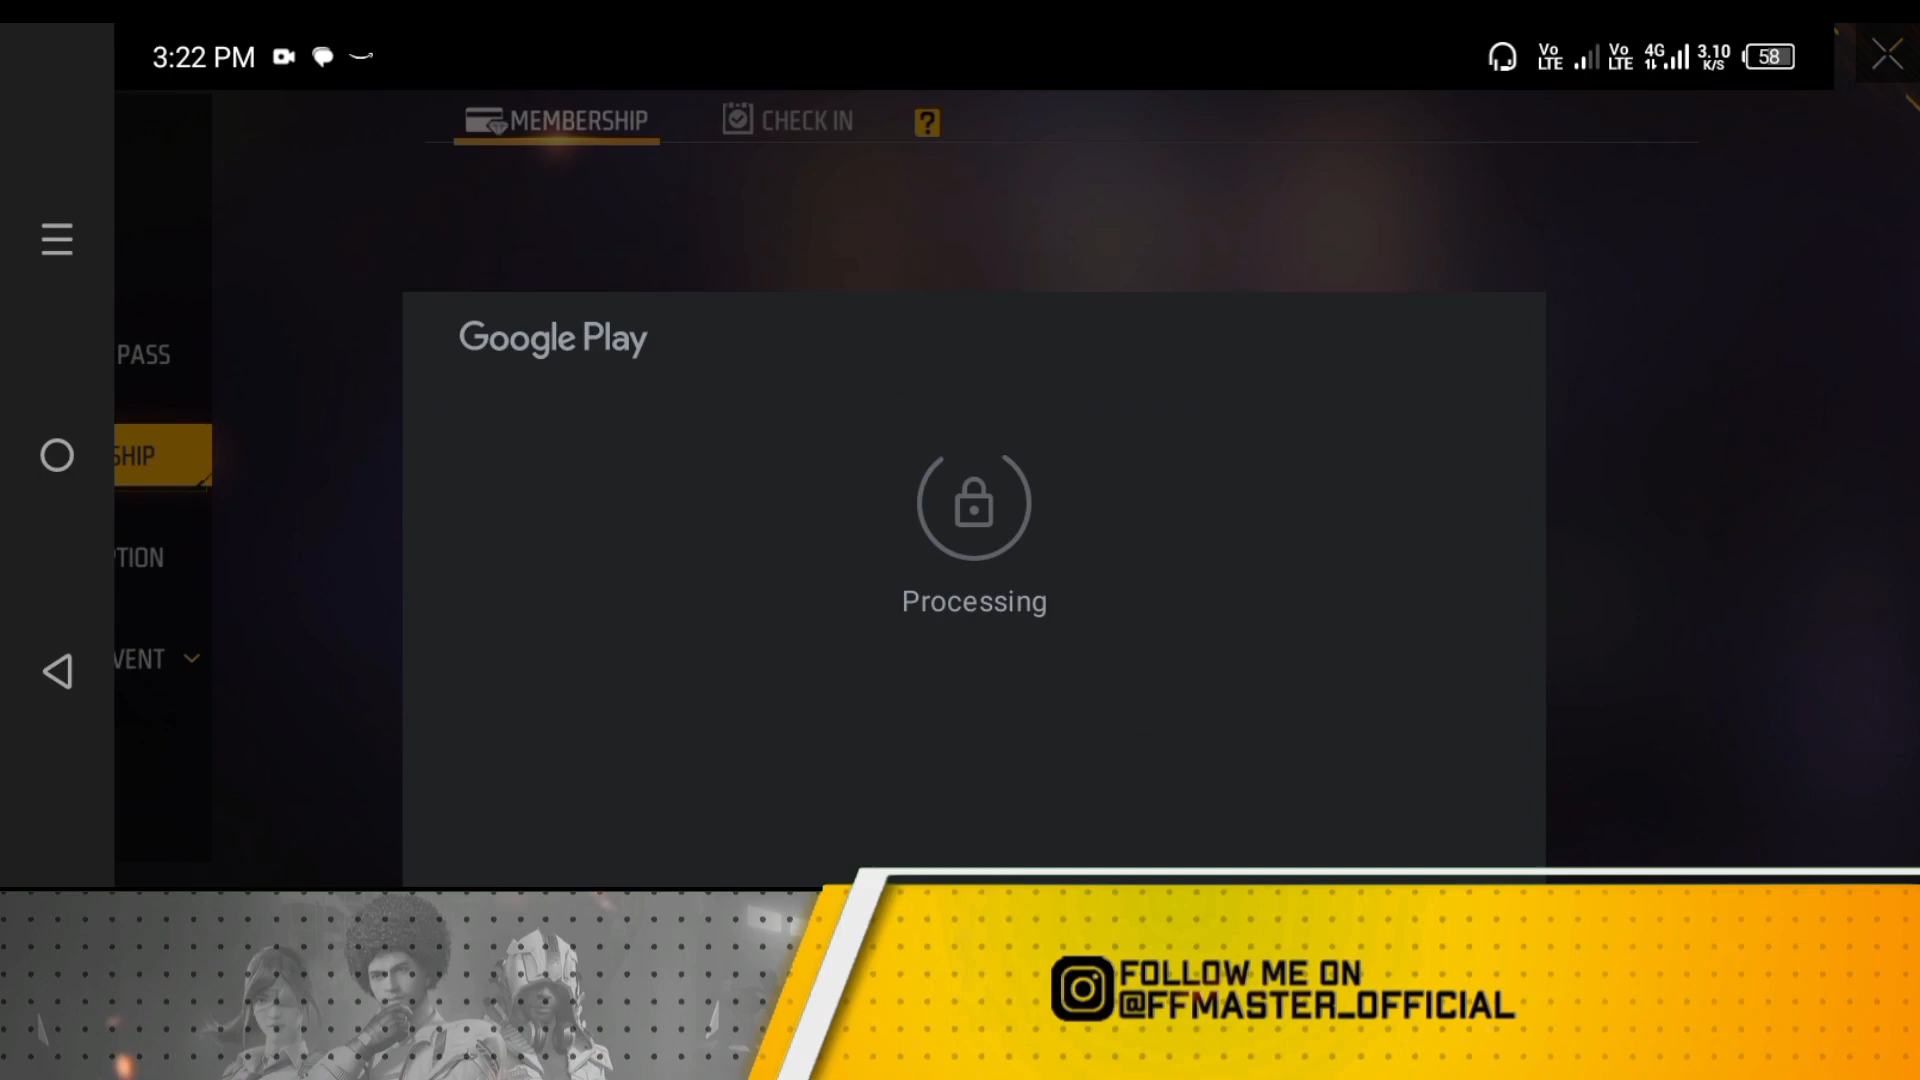 3:22 PM
Vo LTE Vo LTE 4G 3.10 K/S 58
MEMBERSHIP CHECK IN ?
Google Play
PASS
SHIP
PTION
VENT
Processing
FOLLOW ME ON
@FFMASTER_OFFICIAL